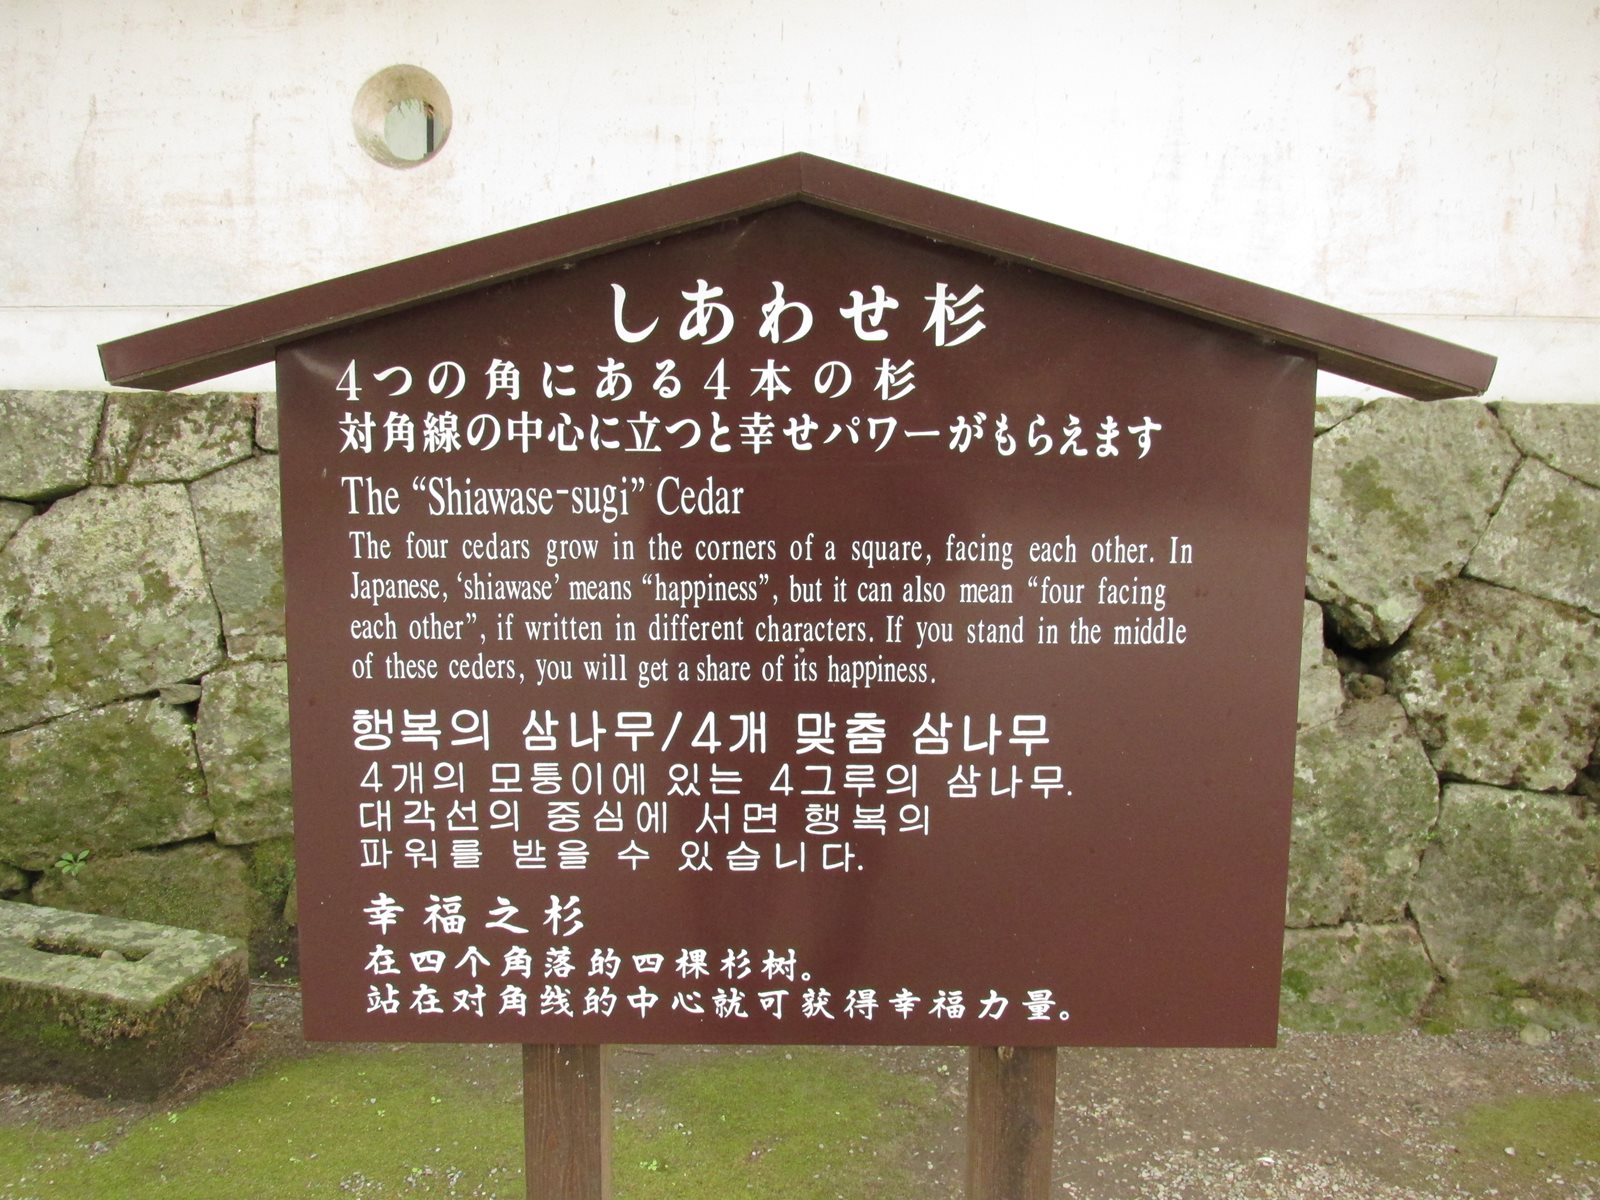 しあわせ杉
4つの角にある4本の杉
対角線の中心に立つと幸せパワーがもらえます
The “Shiawase-sugi” Cedar
The four cedars grow in the corners of a square, facing each other. In
Japanese, ‘shiawase’ means “happiness”, but it can also mean “four facing
each other”, if written in different characters. If you stand in the middle
of these ceders, you will get a share of its happiness.
행복의 삼나무/4개 맞춤 삼나무
4개의 모퉁이에 있는 4그루의 삼나무.
대각선의 중심에 서면 행복의
파워를 받을 수 있습니다.
幸福之杉
在四个角落的四棵杉树。
站在对角线的中心就可获得幸福力量。